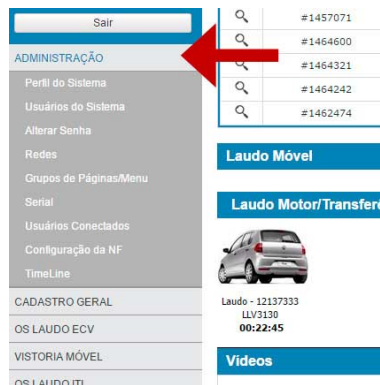 Sair
ADMINISTRAÇÃO
Perfil do Sistema
Usuários do Sistema
Alterar Senha
Redes
Grupos de Páginas/Menu
Serial
Usuários Conectados
Configuração da NF
TimeLine
CADASTRO GERAL
OS LAUDO ECV
VISTORIA MÓVEL
OS LAUDO ITL
#1457071
#1464600
#1464321
#1464242
#1462474
Laudo Móvel
Laudo Motor/Transfere
Laudo - 12137333
LLV3130
00:22:45
Vídeos